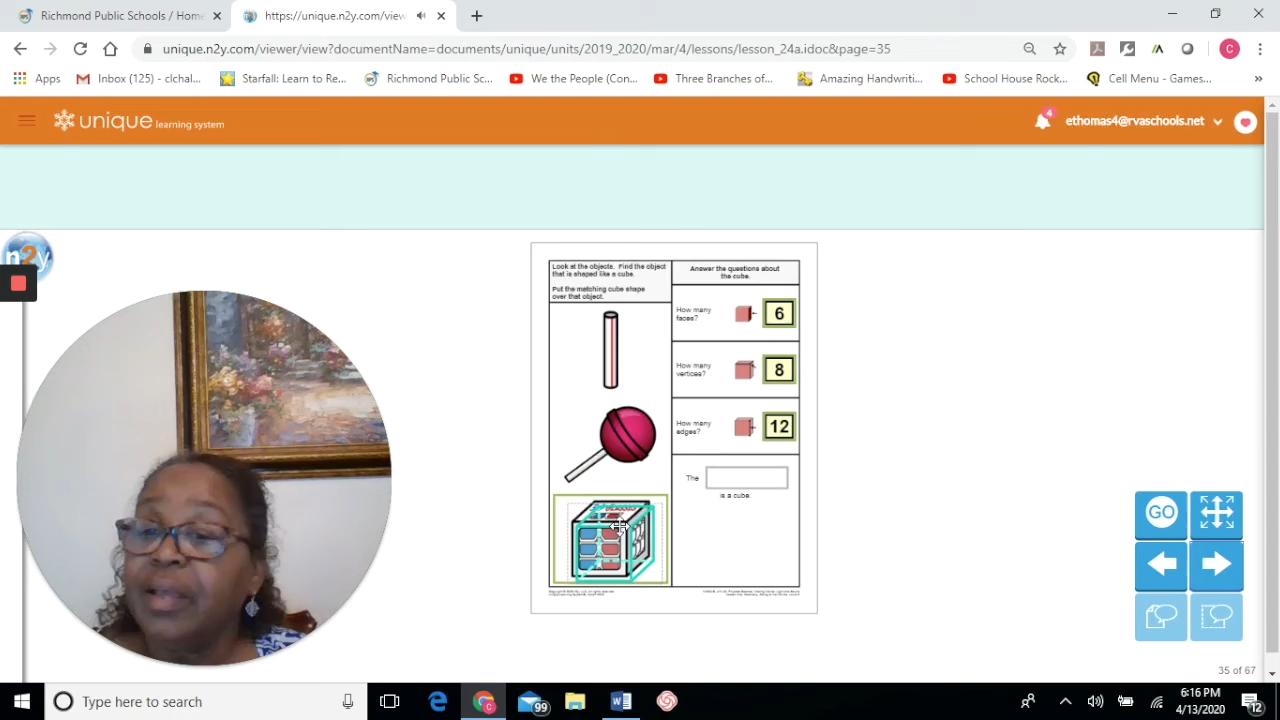 Richmond Public Schools / Home
https://unique.n2y.com/view
unique.n2y.com/viewer/view?documentName=documents/unique/units/2019_2020/mar/4/lessons/lesson_24a.idoc&page=35
C
Apps
Inbox (125) - clchal...
Starfall: Learn to Re...
Richmond Public Sc...
We the People (Con...
Three Branches of...
Amazing Handwriti...
School House Rock...
Cell Menu - Games...
»
unique learning system
4
ethomas4@rvaschools.net
n2y
Look at the objects. Find the object
that is shaped like a cube.
Put the matching cube shape
over that object.
Answer the questions about
the cube.
How many
faces?
6
How many
vertices?
8
How many
edges?
12
The
is a cube.
GO
35 of 67
Type here to search
99
6:16 PM
4/13/2020
12